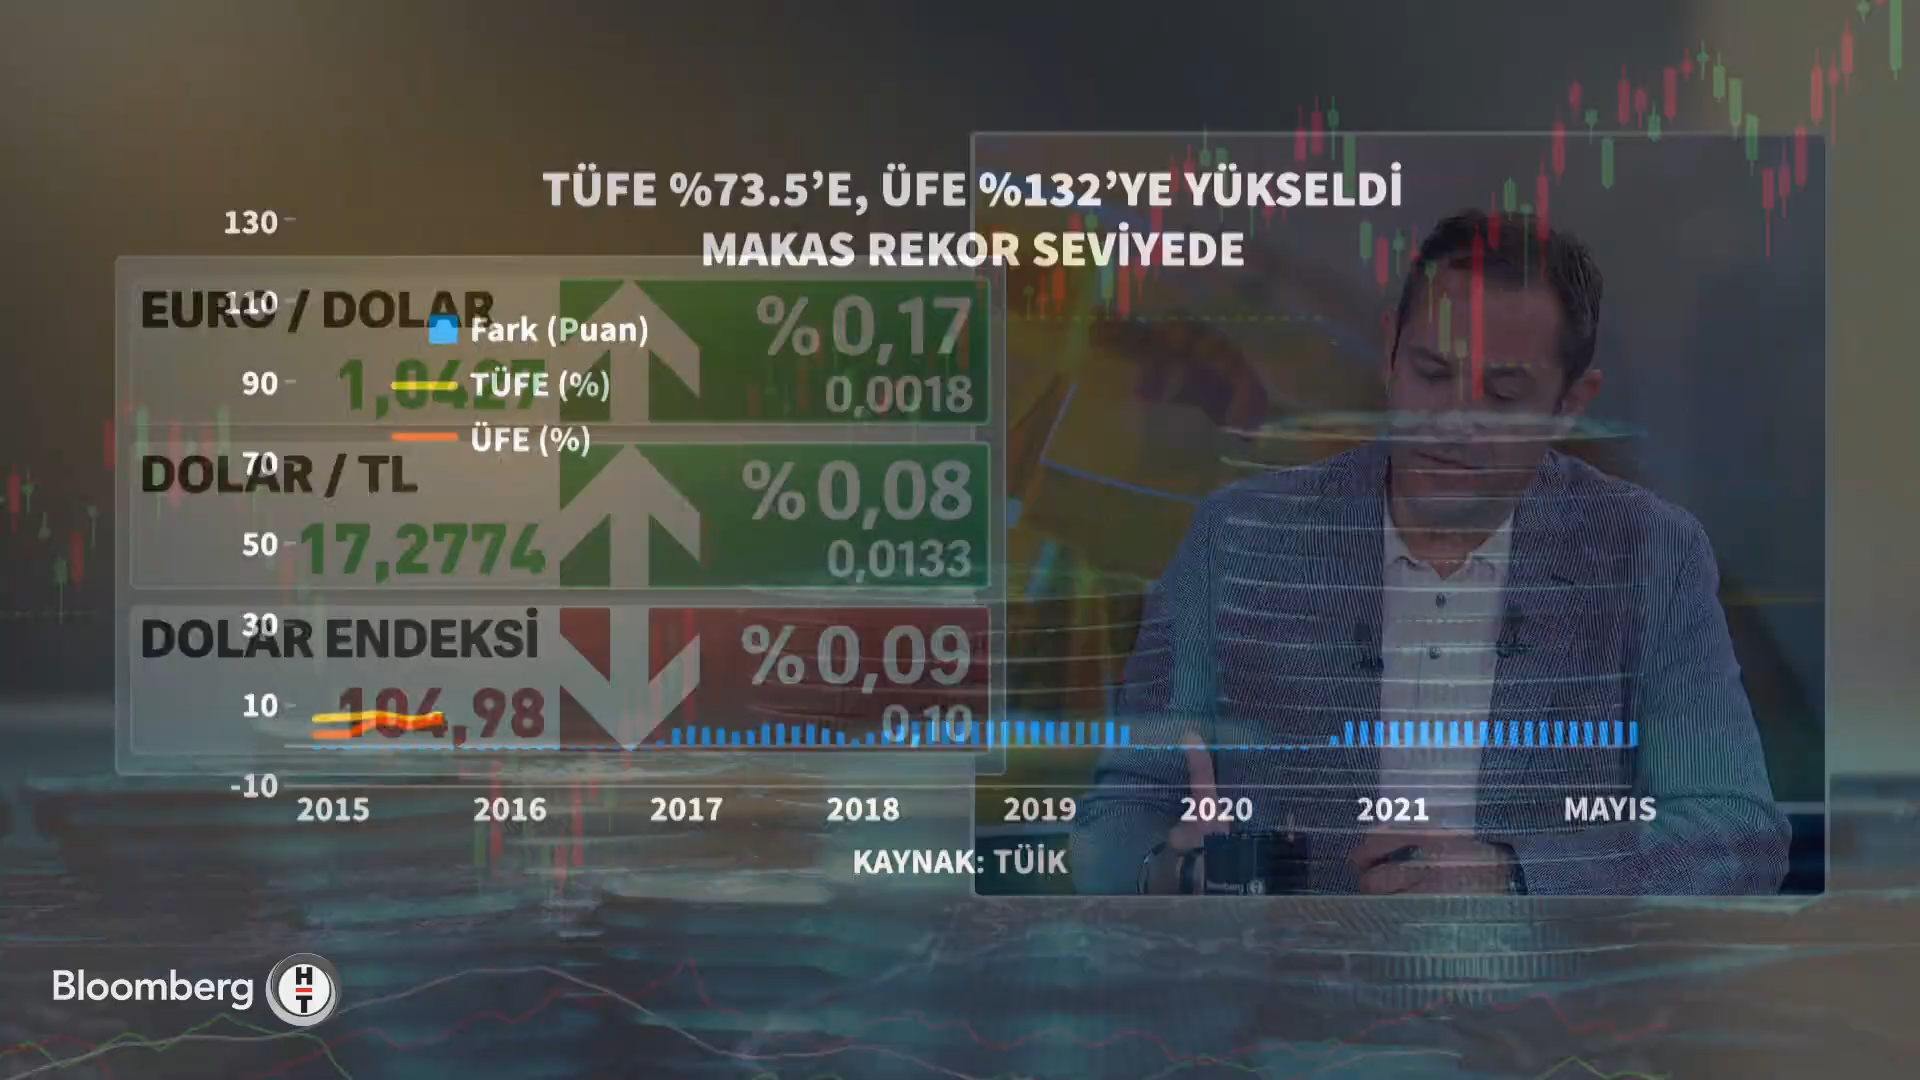 TÜFE %73.5’E, ÜFE %132’YE YÜKSELDİ
MAKAS REKOR SEVİYEDE
130
110
90
70
50
30
10
-10
Fark (Puan)
TÜFE (%)
ÜFE (%)
EURO / DOLAR
1,0427
%0,17
0,0018
DOLAR / TL
17,2774
%0,08
0,0133
DOLAR ENDEKSİ
104,98
%0,09
0,10
2015 2016 2017 2018 2019 2020 2021 MAYIS
KAYNAK: TÜİK
Bloomberg HT